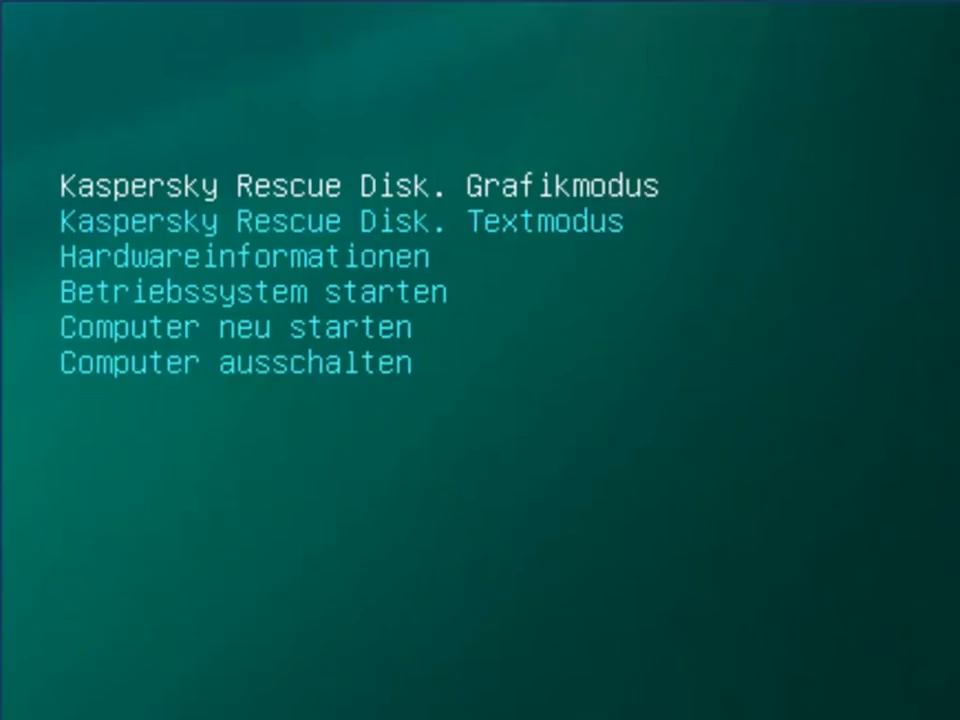 Kaspersky Rescue Disk. Grafikmodus
Kaspersky Rescue Disk. Textmodus
Hardwareinformationen
Betriebssystem starten
Computer neu starten
Computer ausschalten